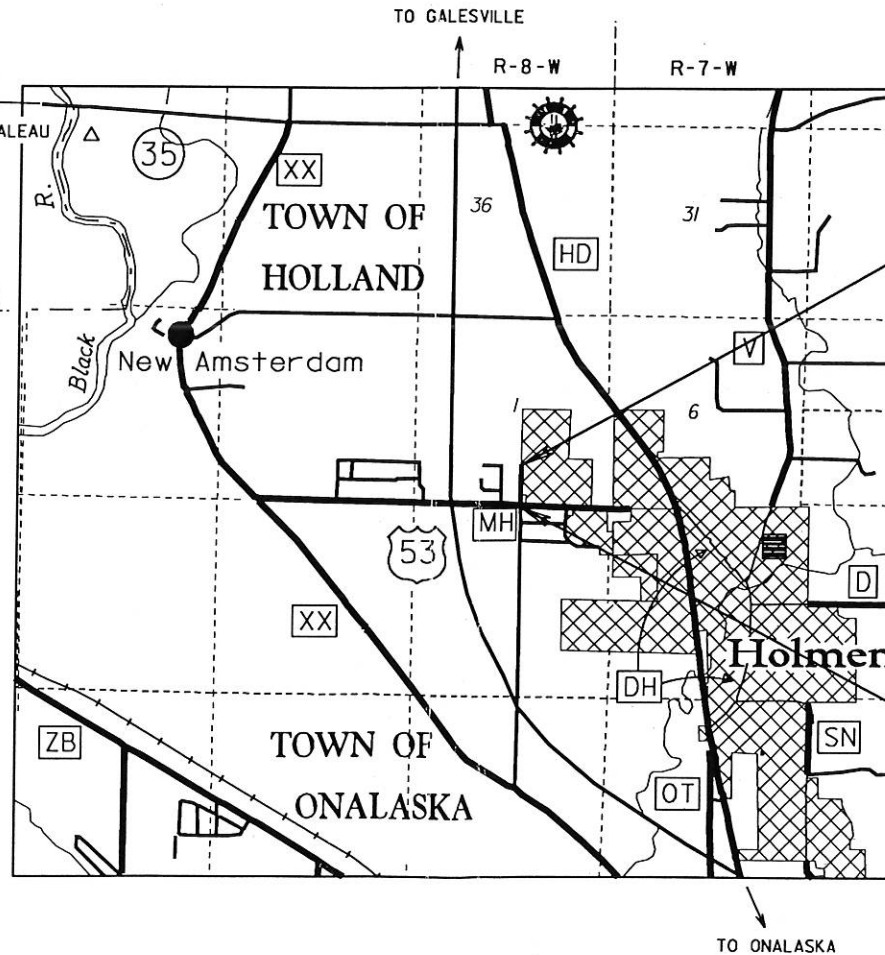 TO GALESVILLE
R-8-W
R-7-W
ALEAU
35
XX
R.
36
31
TOWN OF
HOLLAND
HD
Black
New Amsterdam
V
1
6
MH
53
D
XX
Holmen
DH
ZB
TOWN OF
ONALASKA
SN
OT
TO ONALASKA